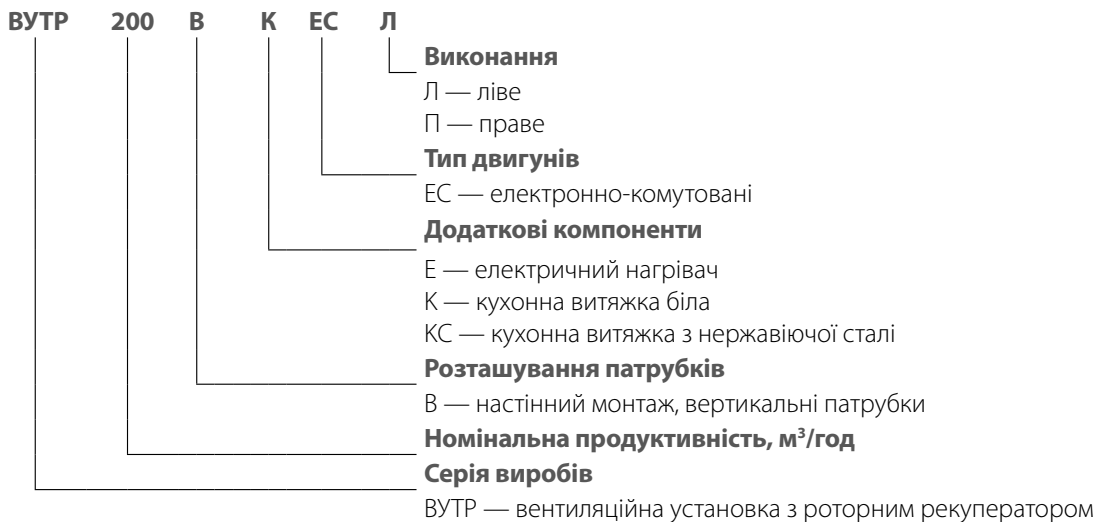 ВУТР 200 В К ЕС Л
Виконання
Л — ліве
П — праве
Тип двигунів
ЕС — електронно-комутовані
Додаткові компоненти
Е — електричний нагрівач
К — кухонна витяжка біла
КС — кухонна витяжка з нержавіючої сталі
Розташування патрубків
В — настінний монтаж, вертикальні патрубки
Номінальна продуктивність, м³/год
Серія виробів
ВУТР — вентиляційна установка з роторним рекуператором